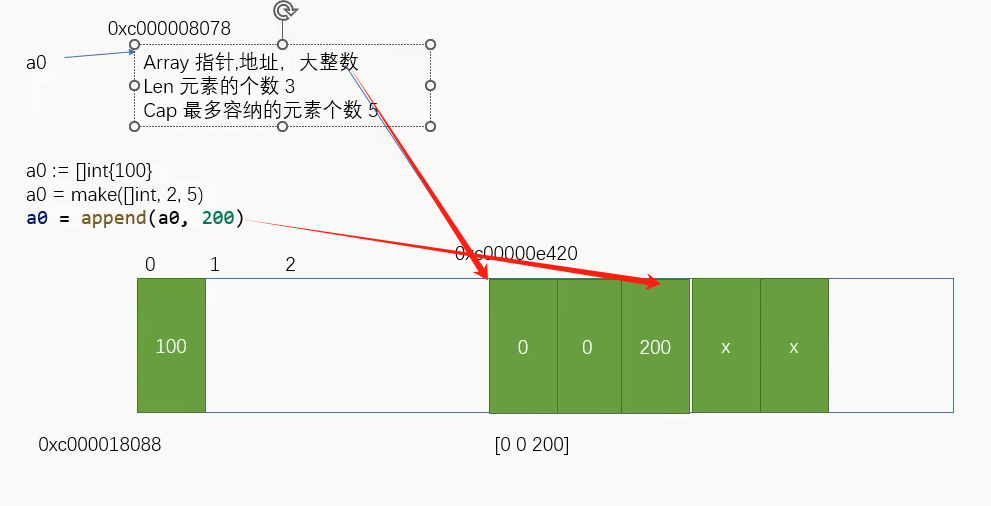 0xc000008078
a0
Array 指针,地址，大整数
Len 元素的个数 3
Cap 最多容纳的元素个数 5
a0 := []int{100}
a0 = make([]int, 2, 5)
a0 = append(a0, 200)
0xc00000e420
0 1 2
100 0 0 200 x x
0xc000018088 [0 0 200]